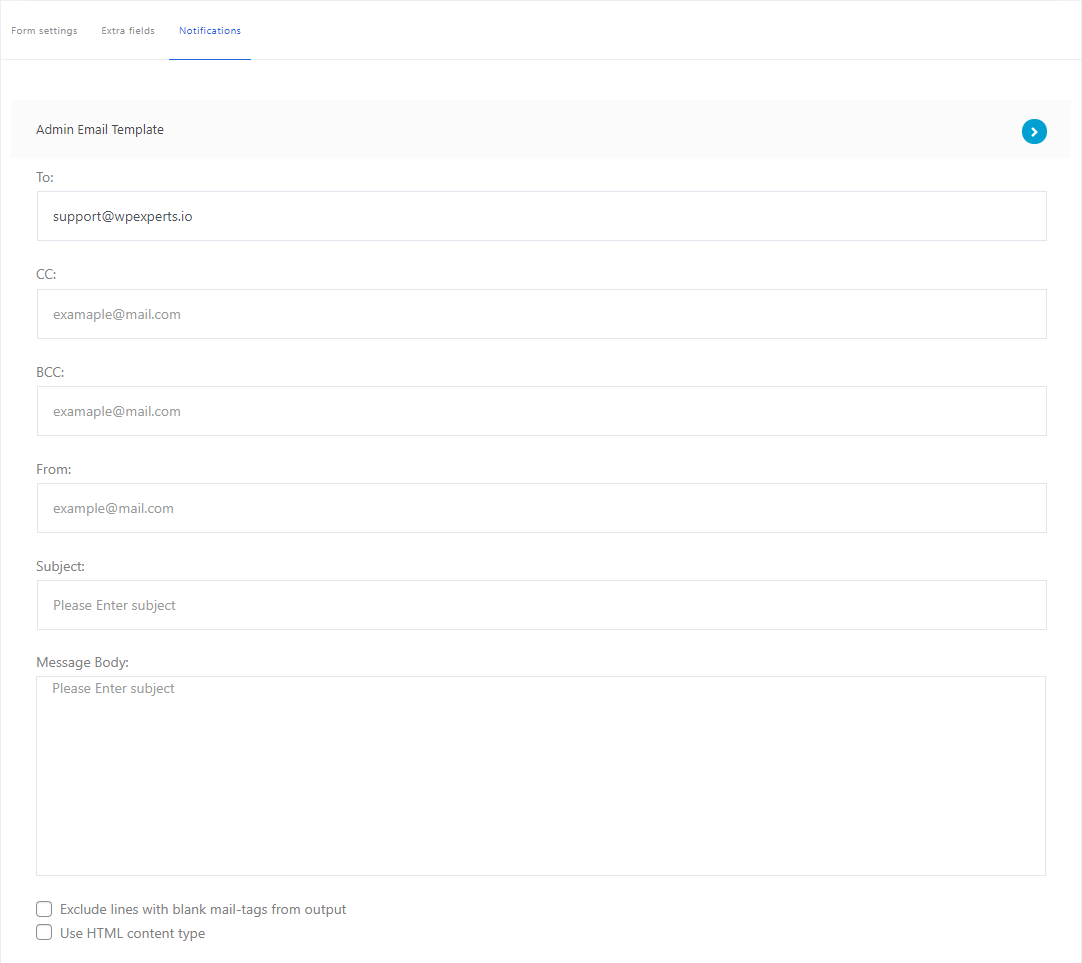 Form settings Extra fields Notifications
Admin Email Template
To:
support@wpexperts.io
CC:
examaple@mail.com
BCC:
examaple@mail.com
From:
example@mail.com
Subject:
Please Enter subject
Message Body:
Please Enter subject
Exclude lines with blank mail-tags from output
Use HTML content type